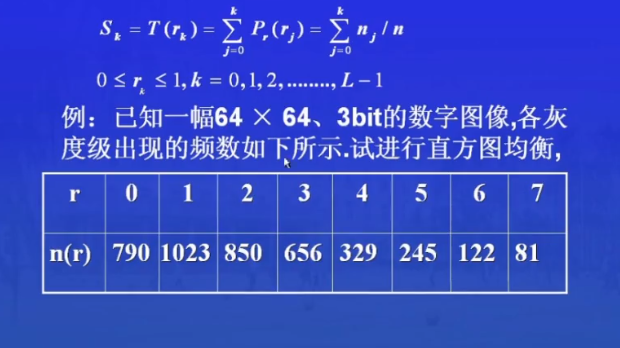 S_k = T(r_k) = \sum_{j=0}^{k} P_r(r_j) = \sum_{j=0}^{k} n_j / n
0 ≤ r_k ≤ 1, k = 0,1,2,........, L − 1
例：已知一幅64 × 64、3bit的数字图像,各灰
度级出现的频数如下所示.试进行直方图均衡,
r 0 1 2 3 4 5 6 7
n(r) 790 1023 850 656 329 245 122 81